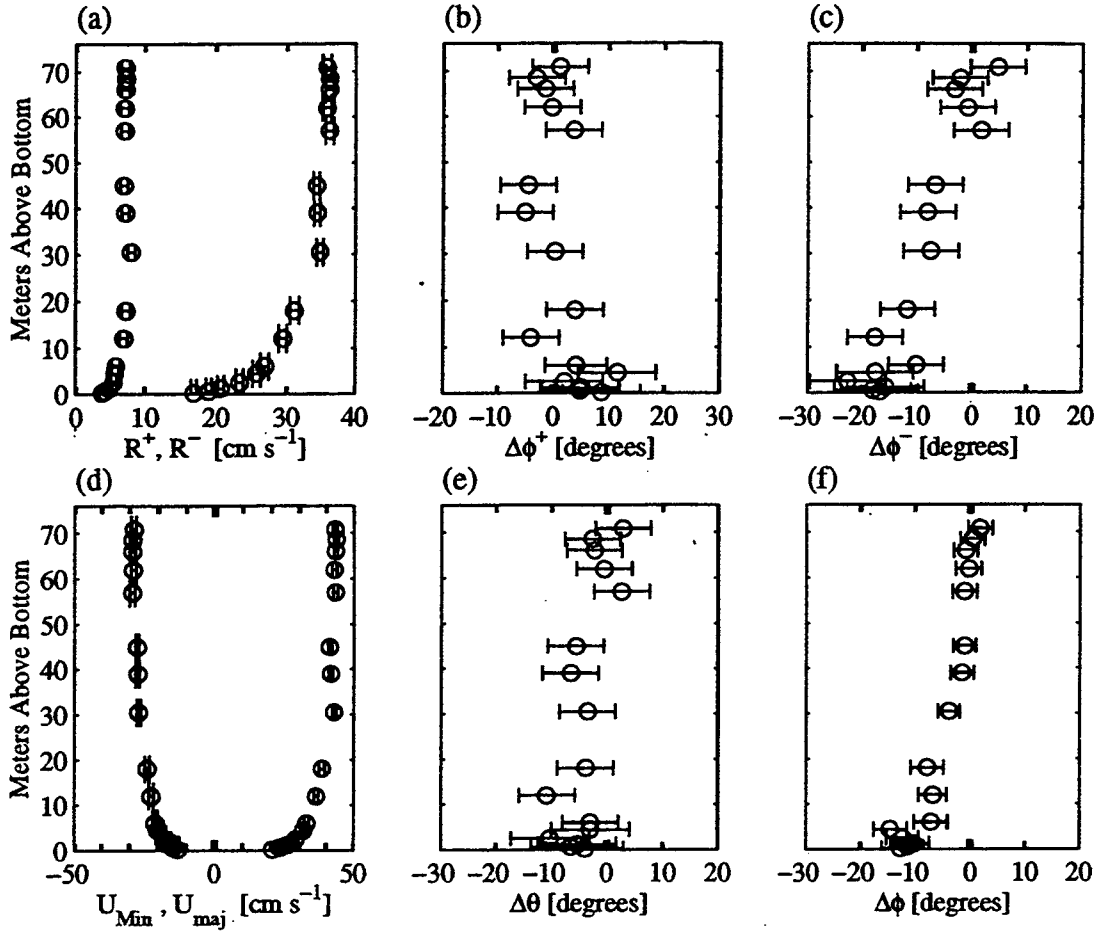 (a)
(b)
(c)
70
60
50
40
30
20
10
0
Meters Above Bottom
0 10 20 30 40
R⁺, R⁻ [cm s⁻¹]
−20 −10 0 10 20 30
Δϕ⁺ [degrees]
−30 −20 −10 0 10 20
Δϕ⁻ [degrees]
(d)
(e)
(f)
70
60
50
40
30
20
10
0
Meters Above Bottom
−50 0 50
U_Min, U_maj [cm s⁻¹]
−30 −20 −10 0 10 20
Δθ [degrees]
−30 −20 −10 0 10 20
Δϕ [degrees]